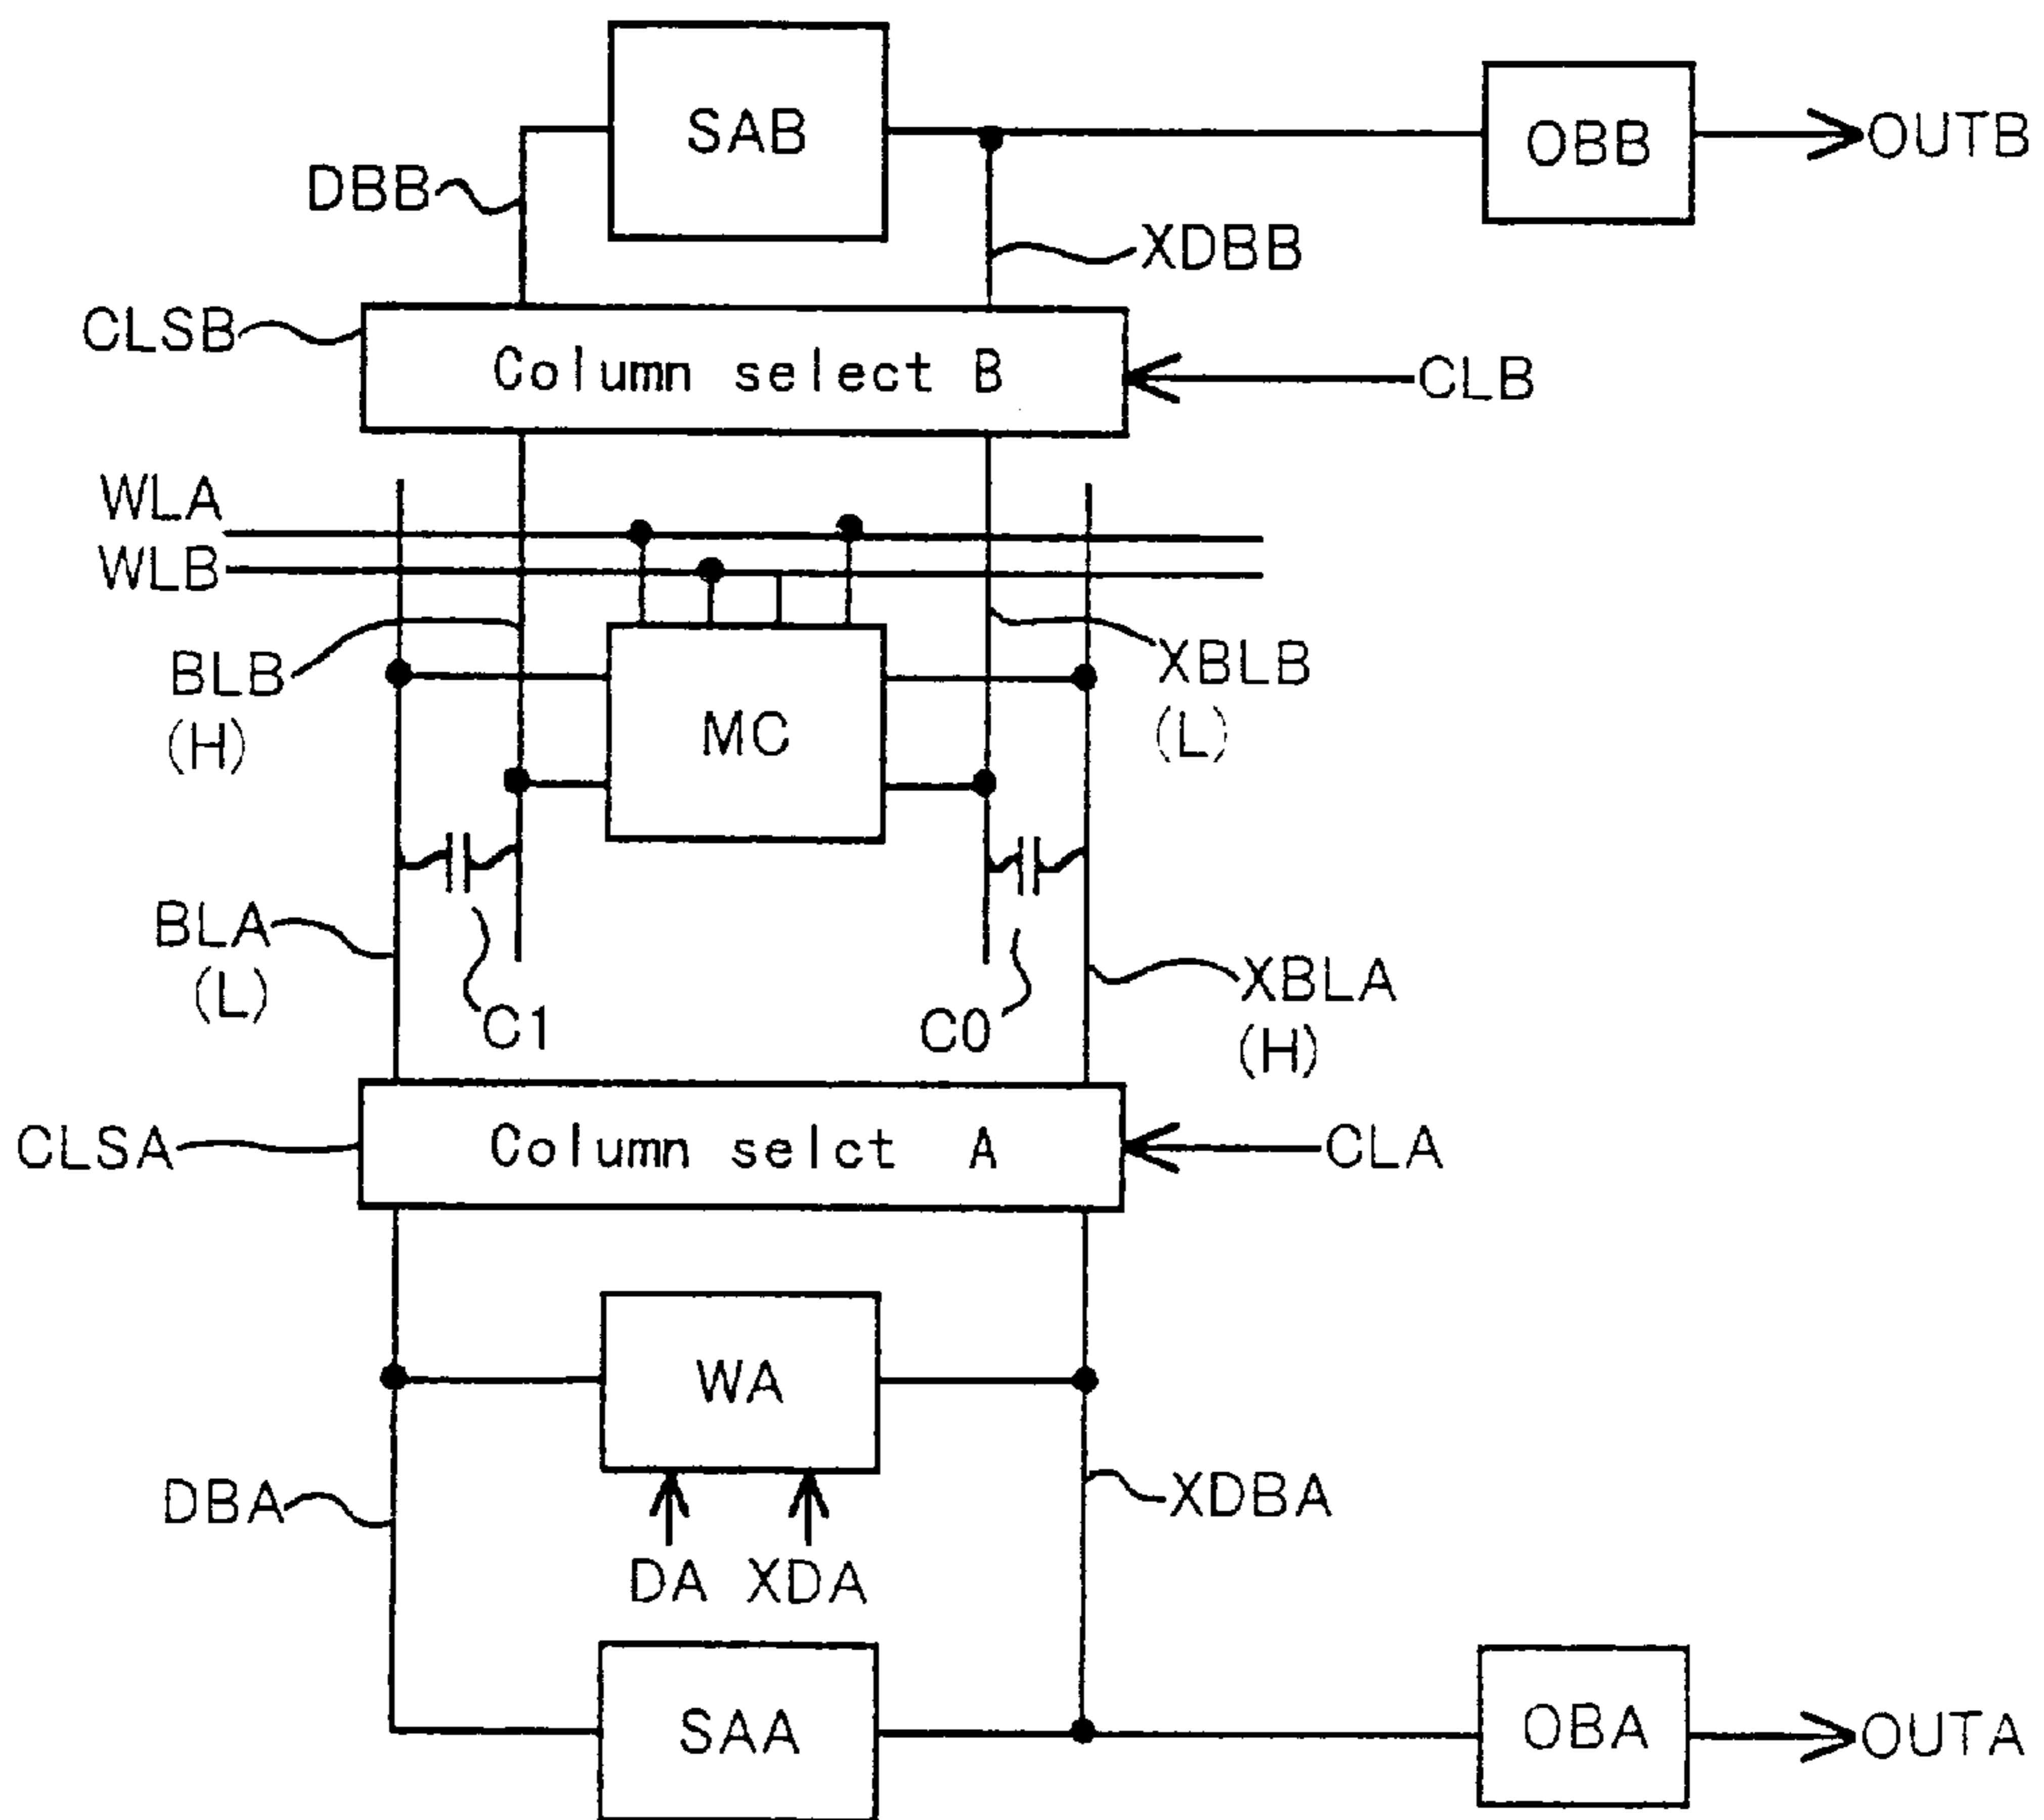 SAB
OBB
OUTB
DBB
XDBB
CLSB
Column select B
CLB
WLA
WLB
BLB
(H)
MC
XBLB
(L)
BLA
(L)
C1
C0
XBLA
(H)
CLSA
Column selct A
CLA
WA
DBA
XDBA
DA XDA
SAA
OBA
OUTA